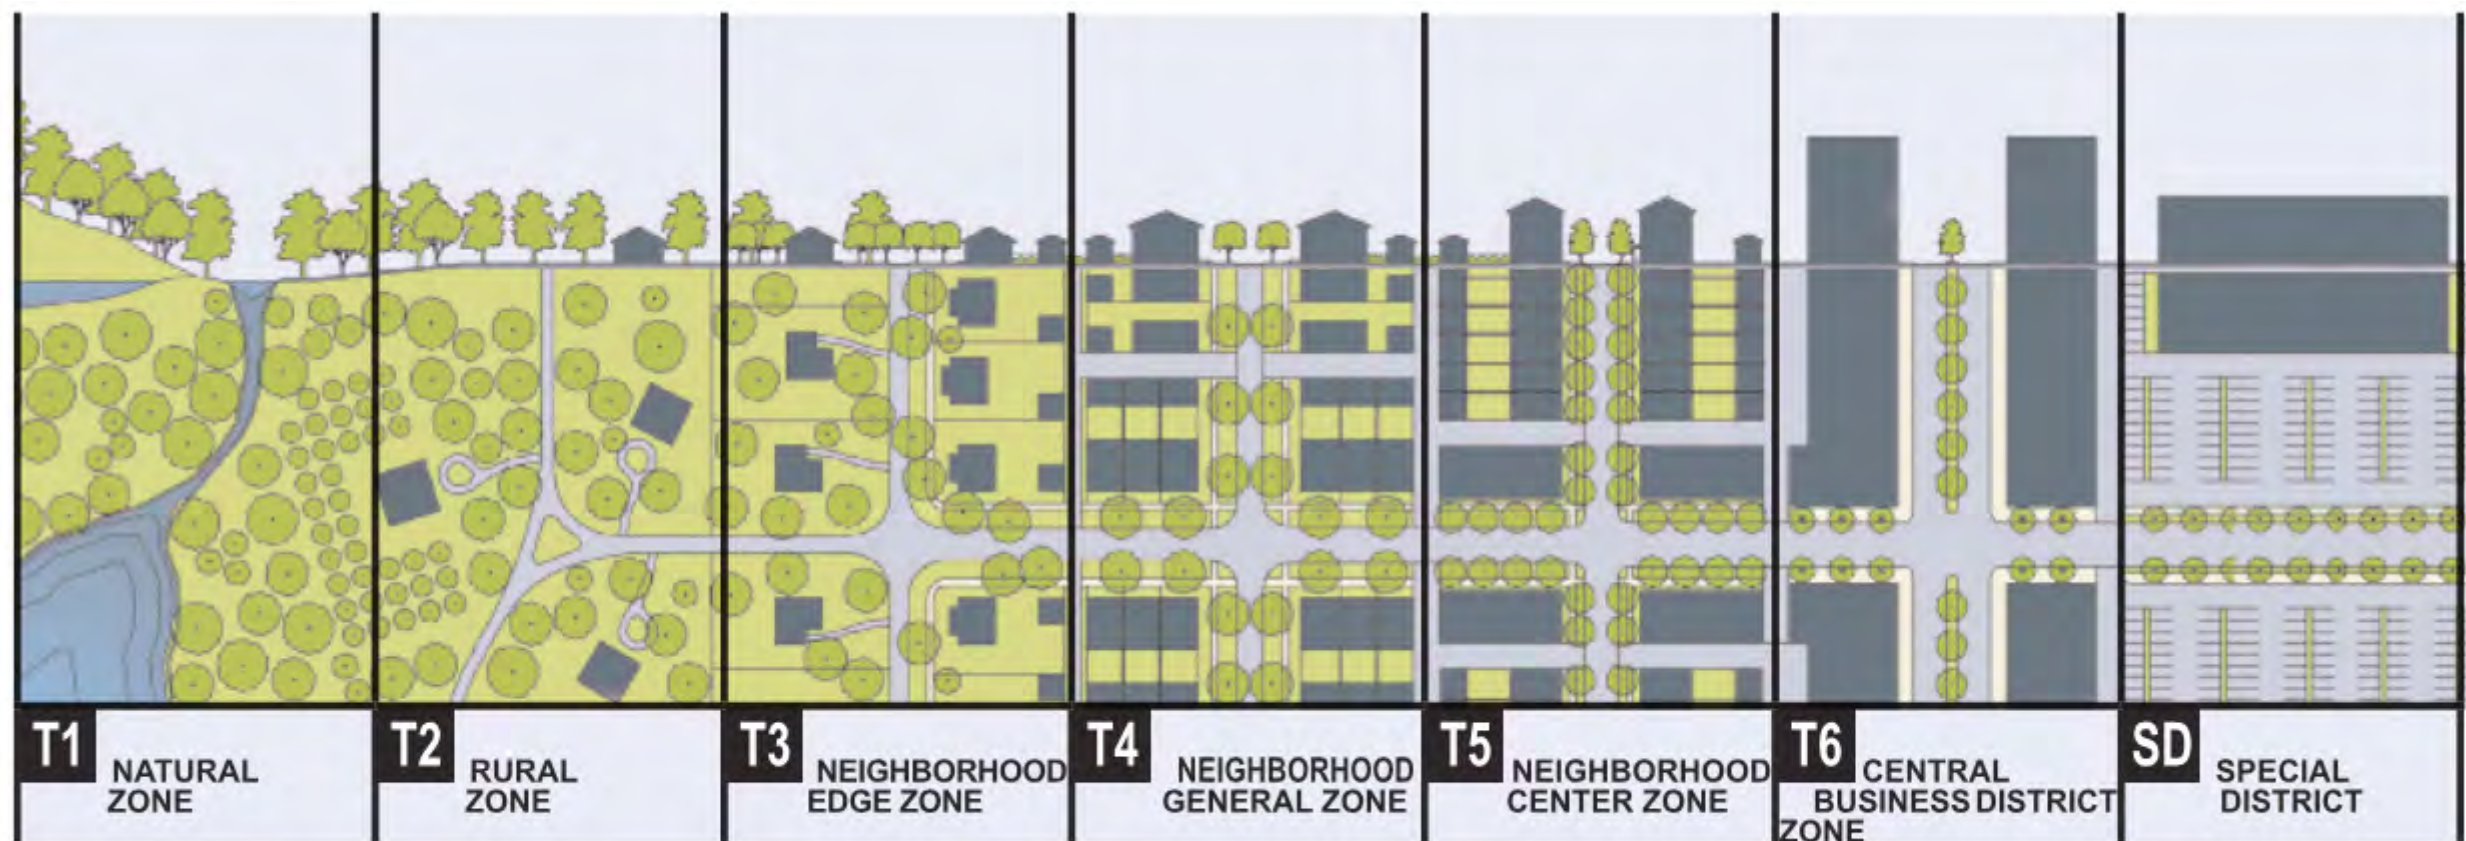 T1
NATURAL
ZONE
T2
RURAL
ZONE
T3
NEIGHBORHOOD
EDGE ZONE
T4
NEIGHBORHOOD
GENERAL ZONE
T5
NEIGHBORHOOD
CENTER ZONE
T6
CENTRAL
BUSINESS DISTRICT
ZONE
SD
SPECIAL
DISTRICT